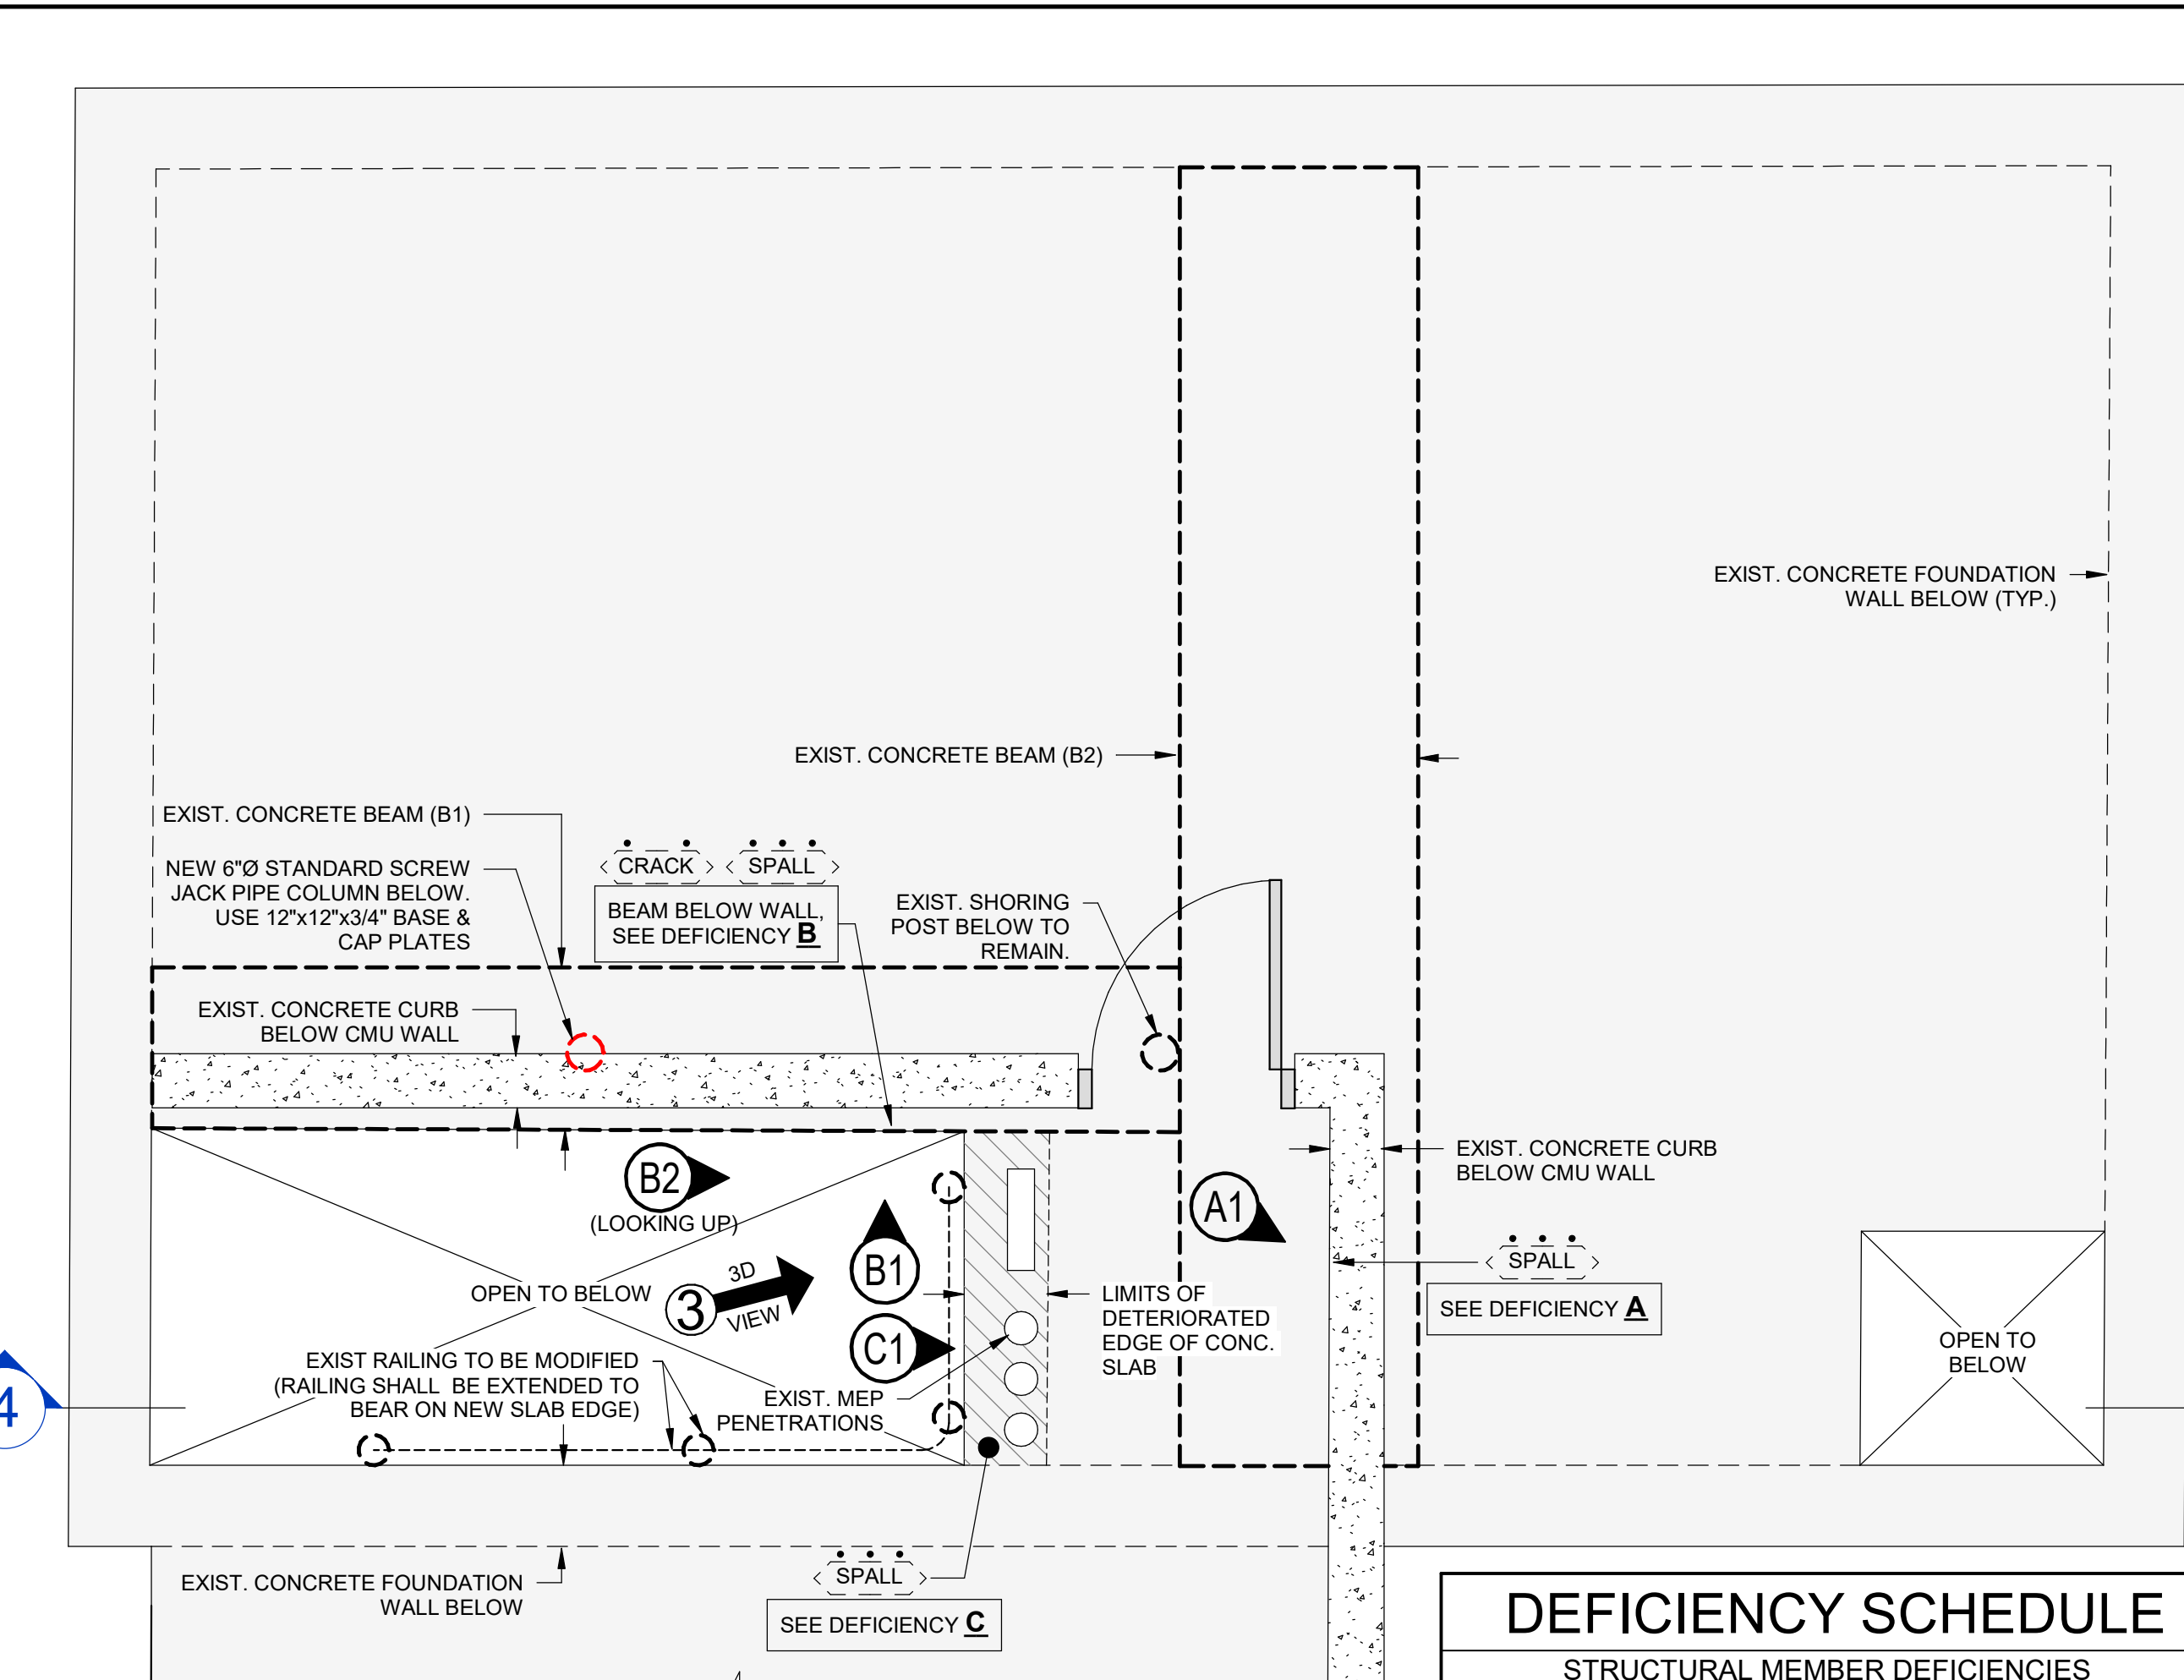 EXIST. CONCRETE FOUNDATION
WALL BELOW (TYP.)
EXIST. CONCRETE BEAM (B2)
EXIST. CONCRETE BEAM (B1)
NEW 6"Ø STANDARD SCREW
JACK PIPE COLUMN BELOW.
USE 12"x12"x3/4" BASE &
CAP PLATES
CRACK
SPALL
BEAM BELOW WALL,
SEE DEFICIENCY B
EXIST. SHORING
POST BELOW TO
REMAIN.
EXIST. CONCRETE CURB
BELOW CMU WALL
B2
(LOOKING UP)
B1
A1
EXIST. CONCRETE CURB
BELOW CMU WALL
SPALL
SEE DEFICIENCY A
OPEN TO BELOW
3
3D
VIEW
C1
LIMITS OF
DETERIORATED
EDGE OF CONC.
SLAB
OPEN TO
BELOW
EXIST RAILING TO BE MODIFIED
(RAILING SHALL BE EXTENDED TO
BEAR ON NEW SLAB EDGE)
EXIST. MEP
PENETRATIONS
4
EXIST. CONCRETE FOUNDATION
WALL BELOW
SPALL
SEE DEFICIENCY C
DEFICIENCY SCHEDULE
STRUCTURAL MEMBER DEFICIENCIES